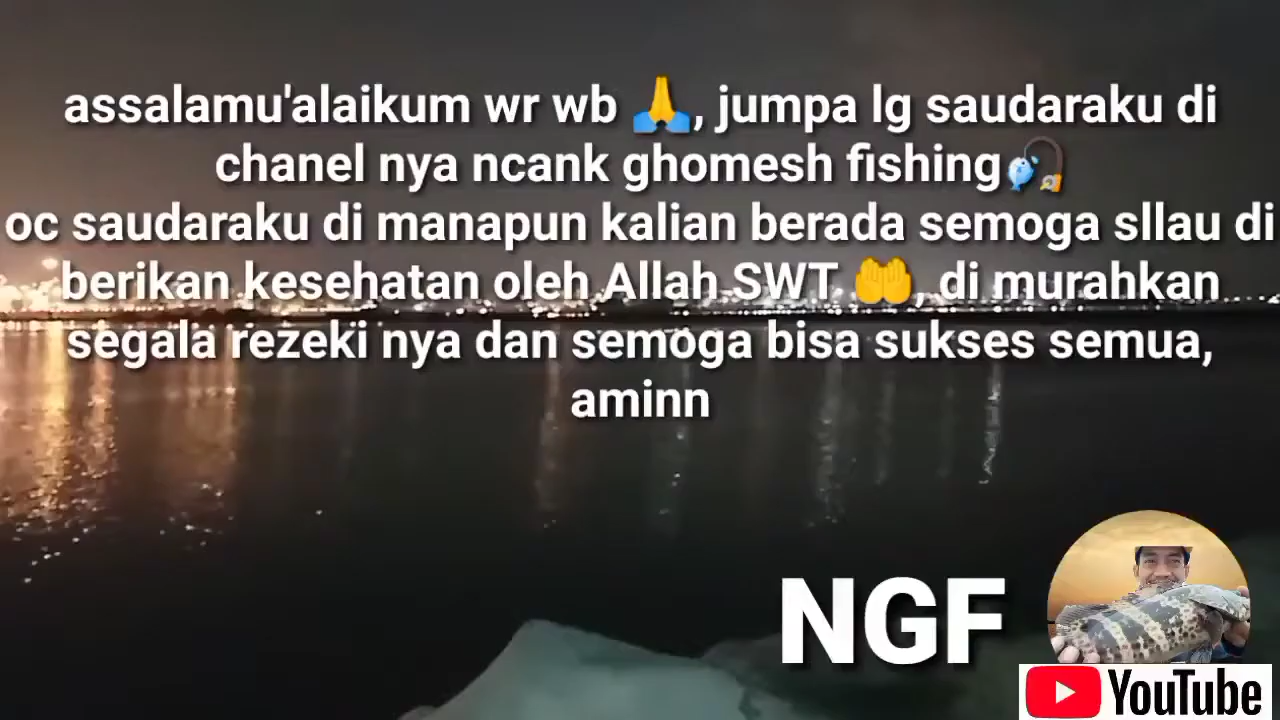 assalamu'alaikum wr wb 🙏, jumpa lg saudaraku di
chanel nya ncank ghomesh fishing🎣
oc saudaraku di manapun kalian berada semoga sllau di
berikan kesehatan oleh Allah SWT 🤲, di murahkan
segala rezeki nya dan semoga bisa sukses semua,
aminn
NGF
YouTube